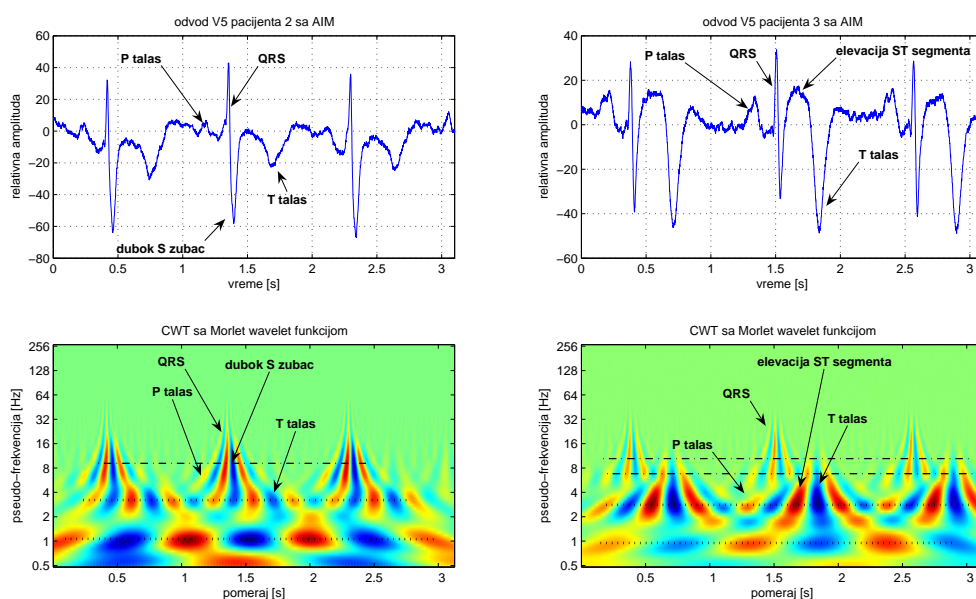 odvod V5 pacijenta 2 sa AIM
60
40
20
0
−20
−40
−60
−80
relativna amplituda
P talas
QRS
T talas
dubok S zubac
0
0.5
1
1.5
2
2.5
3
vreme [s]
odvod V5 pacijenta 3 sa AIM
60
40
20
0
−20
−40
−60
relativna amplituda
P talas
QRS
elevacija ST segmenta
T talas
0
0.5
1
1.5
2
2.5
3
vreme [s]
CWT sa Morlet wavelet funkcijom
256
128
64
32
16
8
4
2
1
0.5
pseudo−frekvencija [Hz]
QRS
dubok S zubac
P talas
T talas
0.5
1
1.5
2
2.5
3
pomeraj [s]
CWT sa Morlet wavelet funkcijom
256
128
64
32
16
8
4
2
1
0.5
pseudo−frekvencija [Hz]
elevacija ST segmenta
QRS
T talas
P talas
0.5
1
1.5
2
2.5
3
pomeraj [s]